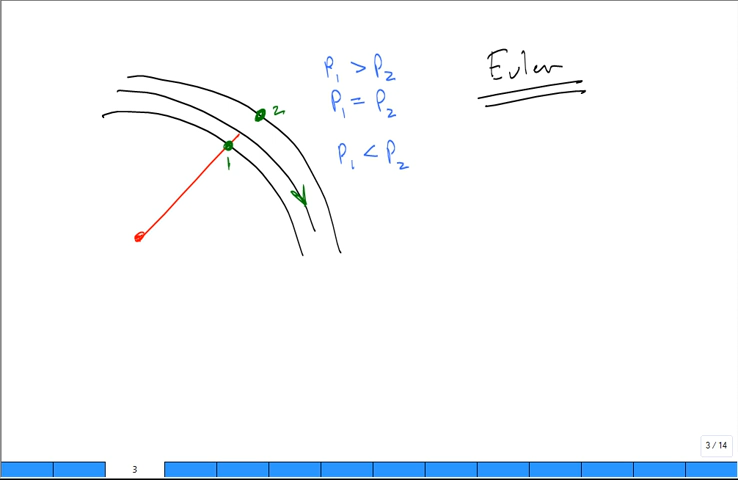 P₁ > P₂
P₁ = P₂
P₁ < P₂
Euler
2
1
3 / 14
3